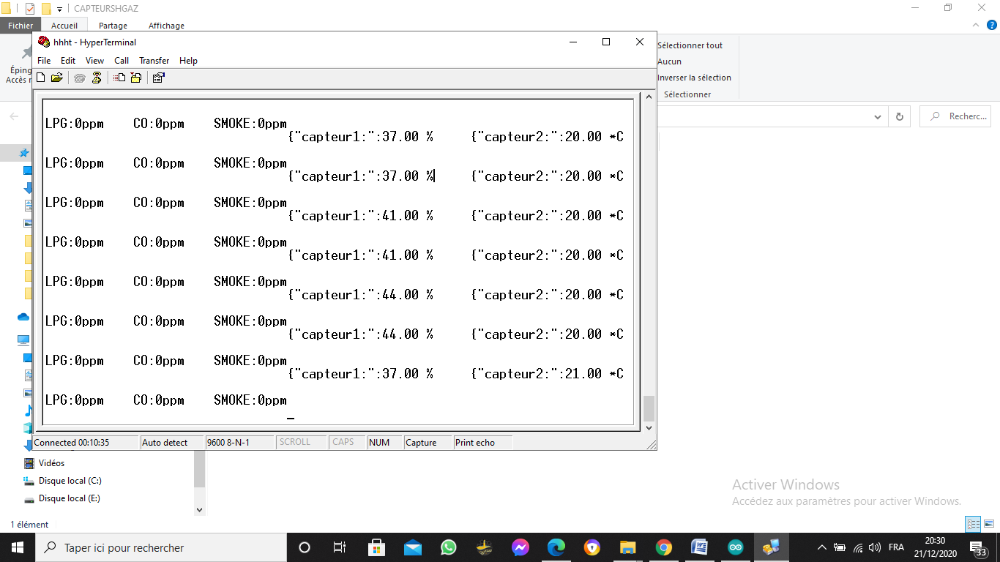 CAPTEURSHGAZ
Fichier Accueil Partage Affichage
hhht - HyperTerminal
File Edit View Call Transfer Help
Sélectionner tout
Aucun
Inverser la sélection
Sélectionner
Éping
Accès r
Recherc...
LPG:0ppm CO:0ppm SMOKE:0ppm
{"capteur1:":37.00 % {"capteur2:":20.00 *C
LPG:0ppm CO:0ppm SMOKE:0ppm
{"capteur1:":37.00 % {"capteur2:":20.00 *C
LPG:0ppm CO:0ppm SMOKE:0ppm
{"capteur1:":41.00 % {"capteur2:":20.00 *C
LPG:0ppm CO:0ppm SMOKE:0ppm
{"capteur1:":41.00 % {"capteur2:":20.00 *C
LPG:0ppm CO:0ppm SMOKE:0ppm
{"capteur1:":44.00 % {"capteur2:":20.00 *C
LPG:0ppm CO:0ppm SMOKE:0ppm
{"capteur1:":44.00 % {"capteur2:":20.00 *C
LPG:0ppm CO:0ppm SMOKE:0ppm
{"capteur1:":37.00 % {"capteur2:":21.00 *C
LPG:0ppm CO:0ppm SMOKE:0ppm
_
Connected 00:10:35 Auto detect 9600 8-N-1 SCROLL CAPS NUM Capture Print echo
Vidéos
Disque local (C:)
Disque local (E:)
Activer Windows
Accédez aux paramètres pour activer Windows.
1 élément
Taper ici pour rechercher
FRA
20:30
21/12/2020
33